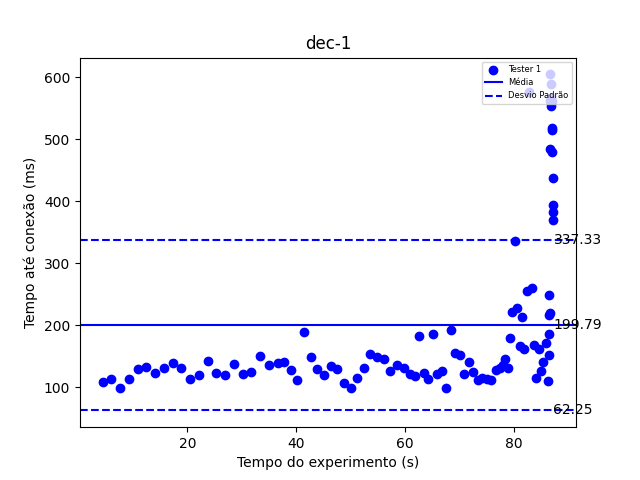 dec-1
Tester 1
Média
Desvio Padrão
600
500
400
300
200
100
337.33
199.79
62.25
20
40
60
80
Tempo até conexão (ms)
Tempo do experimento (s)